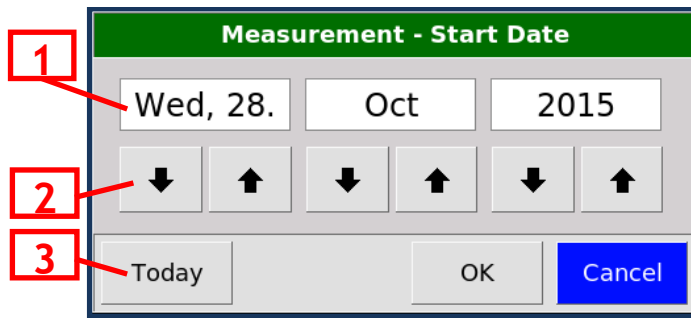 Measurement - Start Date
1
Wed, 28. Oct 2015
2
3
Today OK Cancel